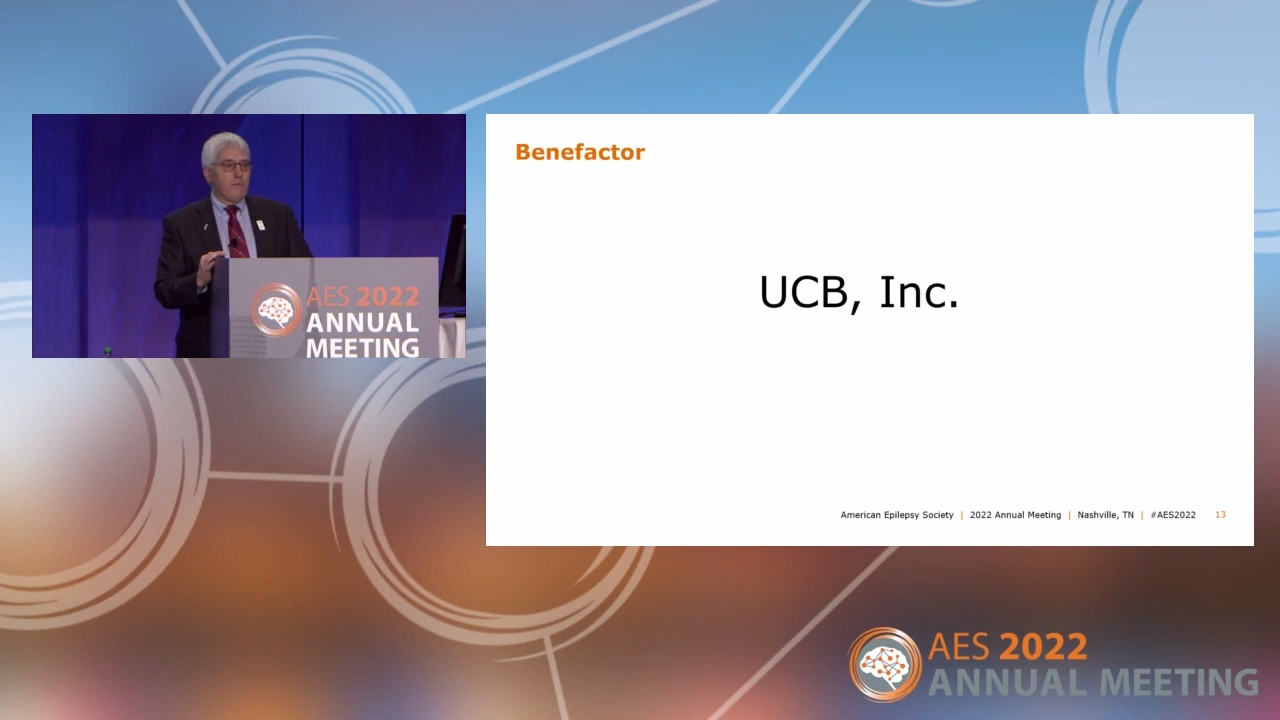 AES 2022
ANNUAL
MEETING
Benefactor
UCB, Inc.
American Epilepsy Society | 2022 Annual Meeting | Nashville, TN | #AES2022 13
AES 2022
ANNUAL MEETING